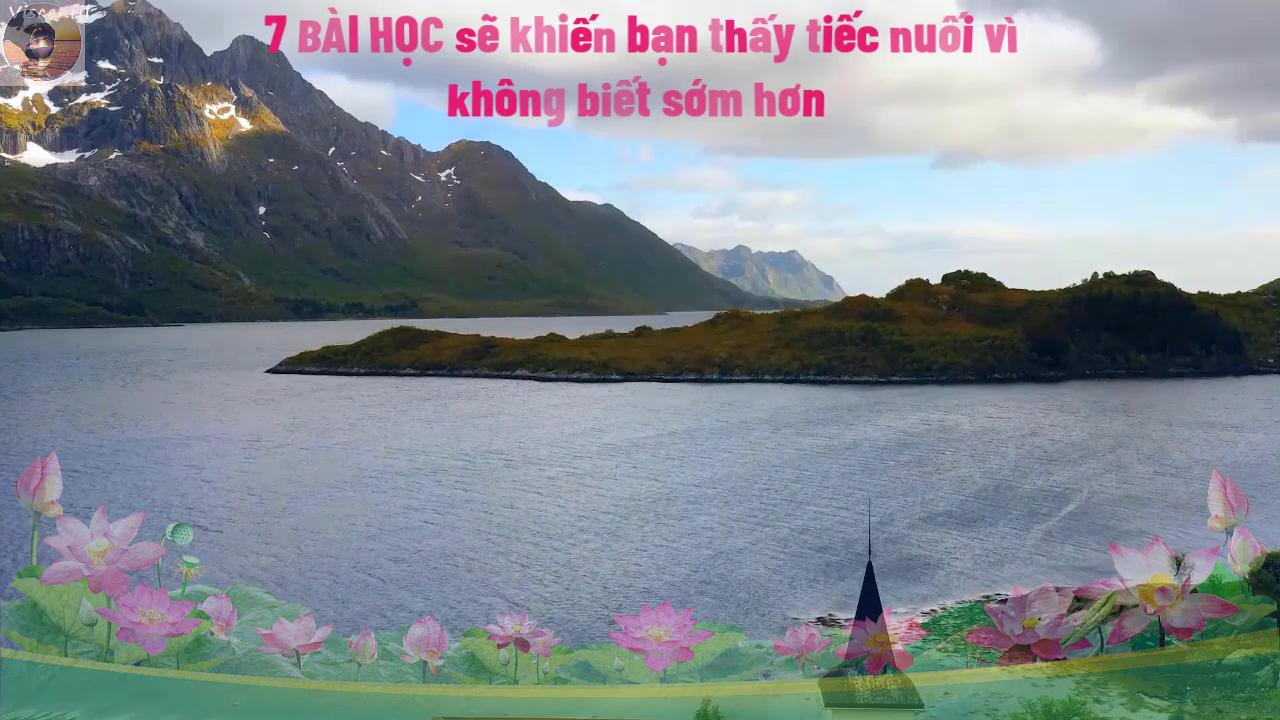 7 BÀI HỌC sẽ khiến bạn thấy tiếc nuối vì
không biết sớm hơn